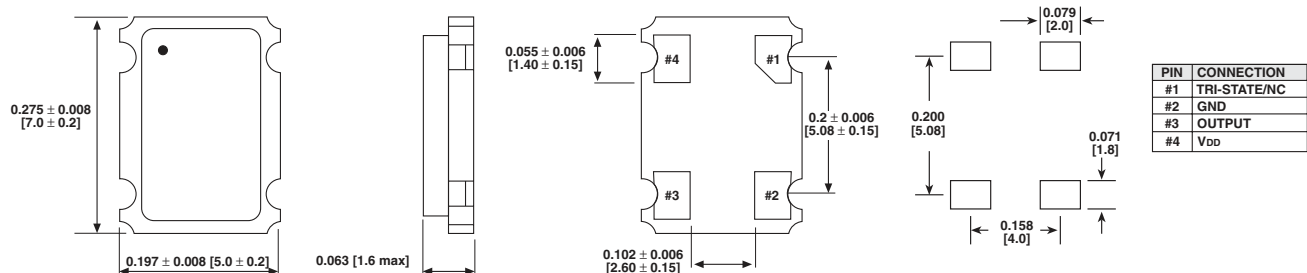 0.275 ± 0.008
[7.0 ± 0.2]
0.197 ± 0.008 [5.0 ± 0.2]
0.063 [1.6 max]
0.055 ± 0.006
[1.40 ± 0.15]
#4
#1
#3
#2
0.2 ± 0.006
[5.08 ± 0.15]
0.102 ± 0.006
[2.60 ± 0.15]
0.079
[2.0]
0.200
[5.08]
0.071
[1.8]
0.158
[4.0]
PIN CONNECTION
#1 TRI-STATE/NC
#2 GND
#3 OUTPUT
#4 VDD